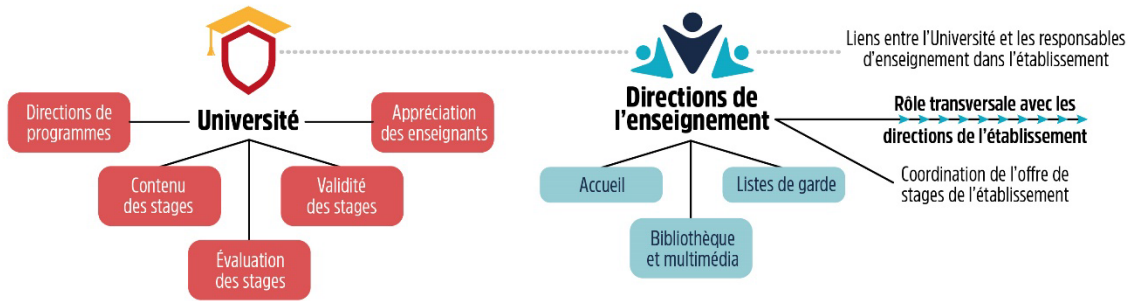 Liens entre l'Université et les responsables
d'enseignement dans l'établissement
Directions de
programmes
Université
Appréciation
des enseignants
Contenu
des stages
Validité
des stages
Évaluation
des stages
Directions de
l'enseignement
Accueil
Listes de garde
Bibliothèque
et multimédia
Rôle transversale avec les
directions de l'établissement
Coordination de l'offre de
stages de l'établissement